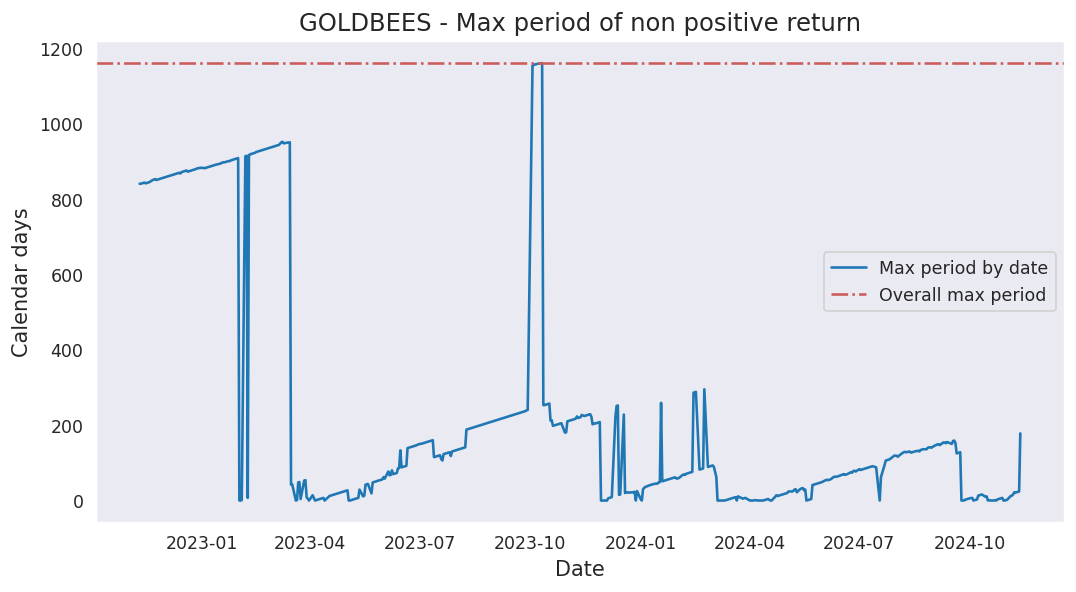 GOLDBEES - Max period of non positive return
1200
1000
800
600
400
200
0
Calendar days
Max period by date
Overall max period
2023-01 2023-04 2023-07 2023-10 2024-01 2024-04 2024-07 2024-10
Date